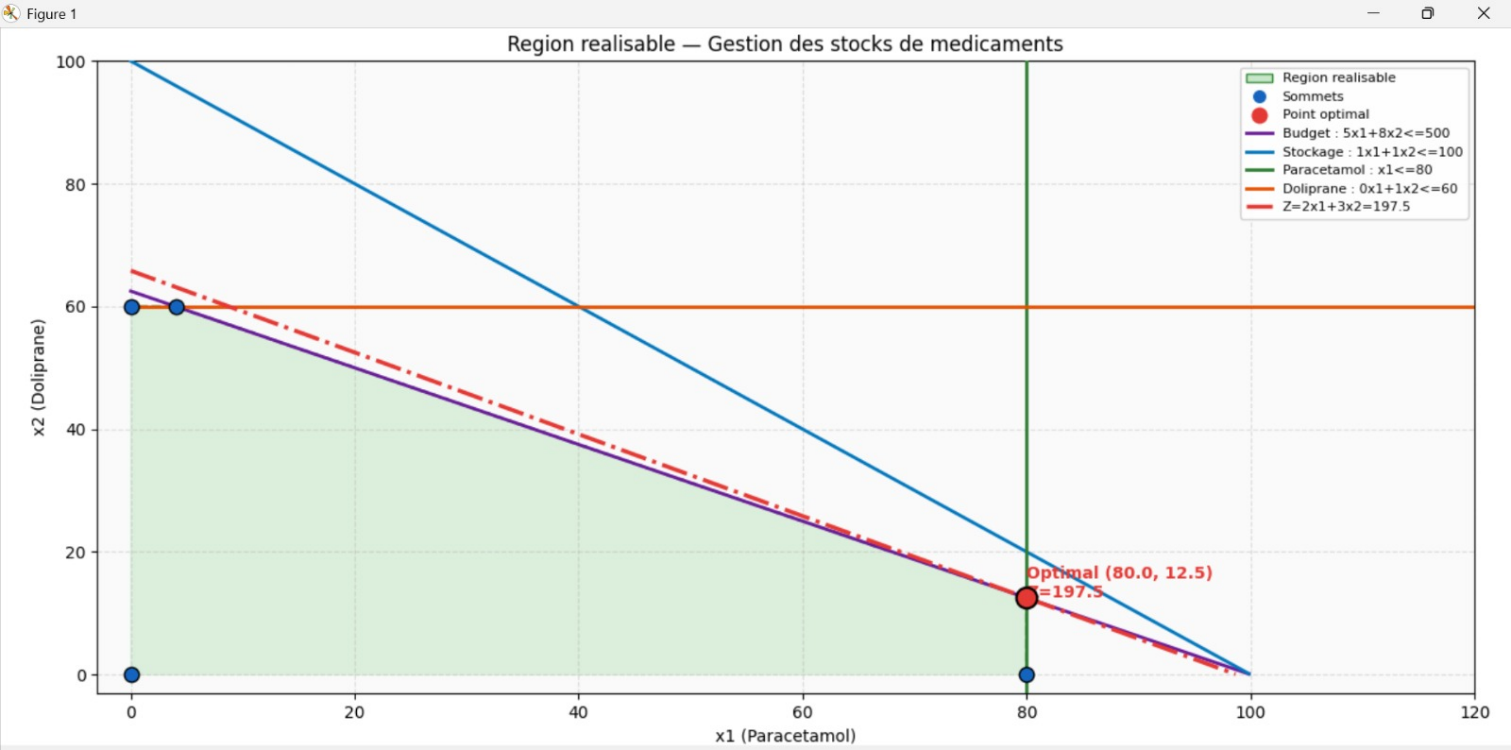 Figure 1
Region realisable — Gestion des stocks de medicaments
100
80
60
40
20
0
x2 (Doliprane)
Region realisable
Sommets
Point optimal
Budget : 5x1+8x2<=500
Stockage : 1x1+1x2<=100
Paracetamol : x1<=80
Doliprane : 0x1+1x2<=60
Z=2x1+3x2=197.5
Optimal (80.0, 12.5)
Z=197.5
0 20 40 60 80 100 120
x1 (Paracetamol)